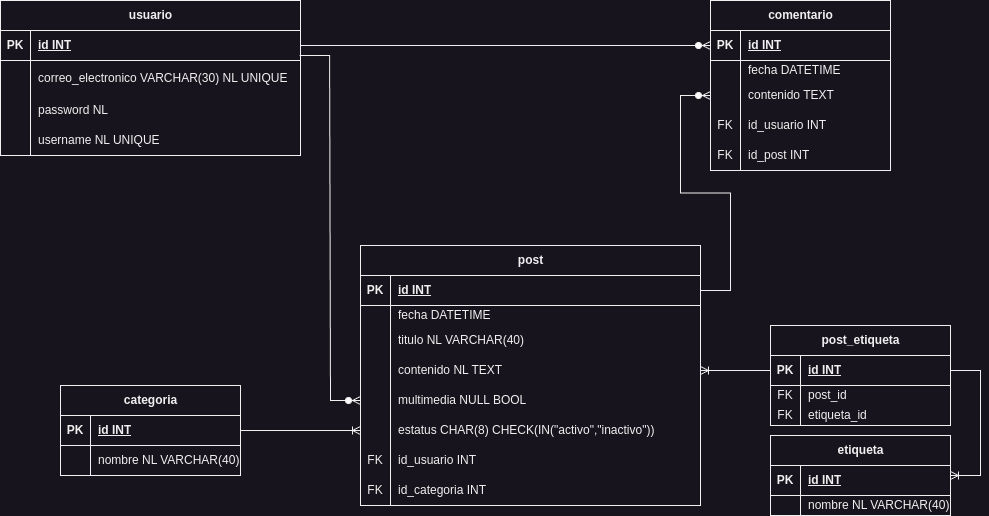 usuario
PK id INT
correo_electronico VARCHAR(30) NL UNIQUE
password NL
username NL UNIQUE
comentario
PK id INT
fecha DATETIME
contenido TEXT
FK id_usuario INT
FK id_post INT
post
PK id INT
fecha DATETIME
titulo NL VARCHAR(40)
contenido NL TEXT
multimedia NULL BOOL
estatus CHAR(8) CHECK(IN("activo","inactivo"))
FK id_usuario INT
FK id_categoria INT
categoria
PK id INT
nombre NL VARCHAR(40)
post_etiqueta
PK id INT
FK post_id
FK etiqueta_id
etiqueta
PK id INT
nombre NL VARCHAR(40)